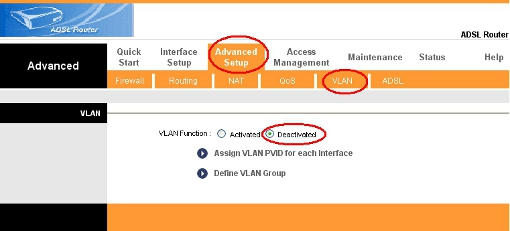 ADSL Router
ADSL Router
Advanced
Quick Start
Interface Setup
Advanced Setup
Access Management
Maintenance
Status
Help
Firewall
Routing
NAT
QoS
VLAN
ADSL
VLAN
VLAN Function : Activated Deactivated
Assign VLAN PVID for each Interface
Define VLAN Group